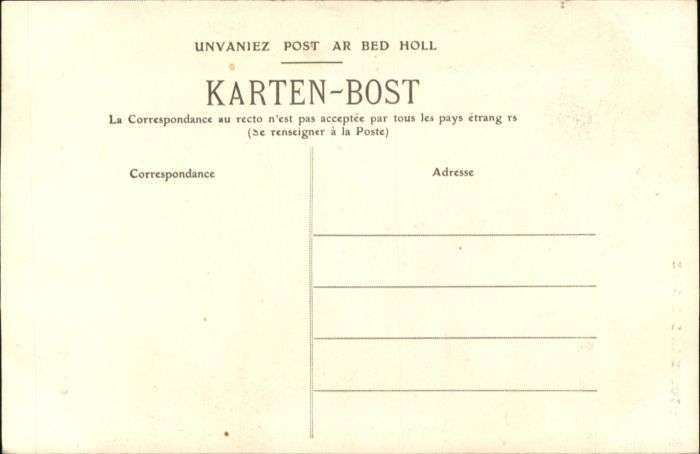 UNVANIEZ POST AR BED HOLL
KARTEN-BOST
La Correspondance au recto n'est pas acceptée par tous les pays étrang rs
(Se renseigner à la Poste)
Correspondance
Adresse